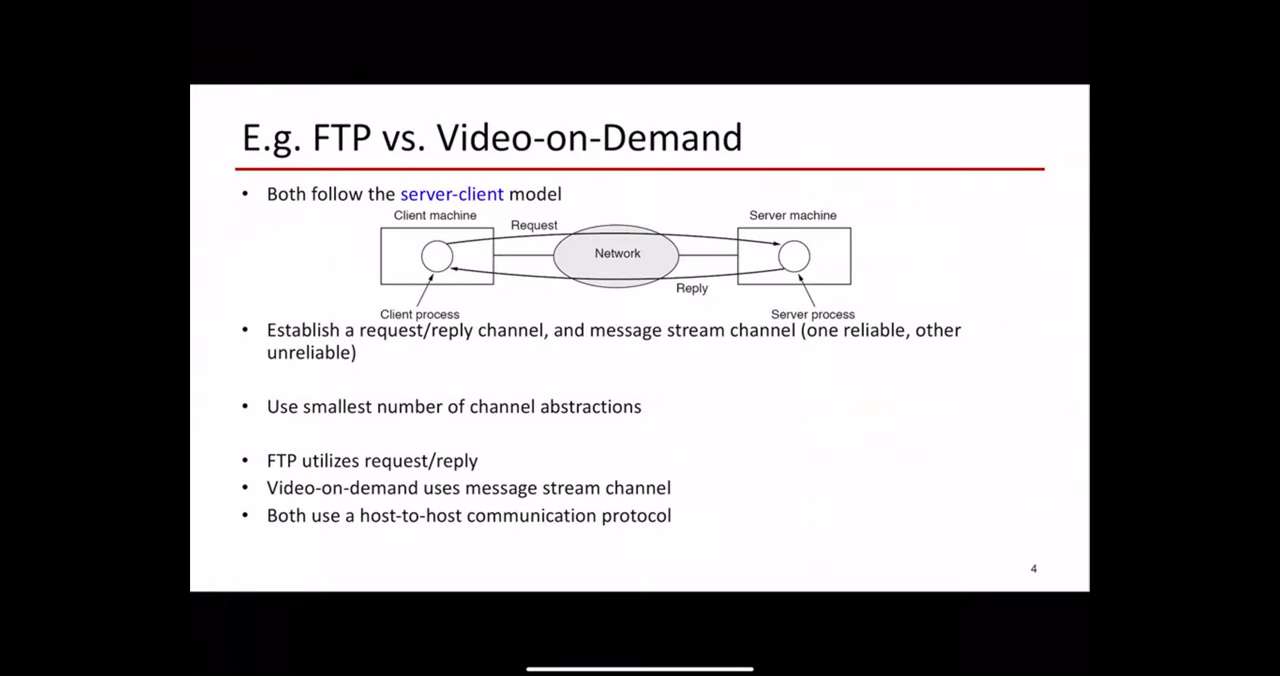 E.g. FTP vs. Video-on-Demand
• Both follow the server-client model
Client machine
Server machine
Request
Network
Reply
Client process
Server process
• Establish a request/reply channel, and message stream channel (one reliable, other
unreliable)
• Use smallest number of channel abstractions
• FTP utilizes request/reply
• Video-on-demand uses message stream channel
• Both use a host-to-host communication protocol
4